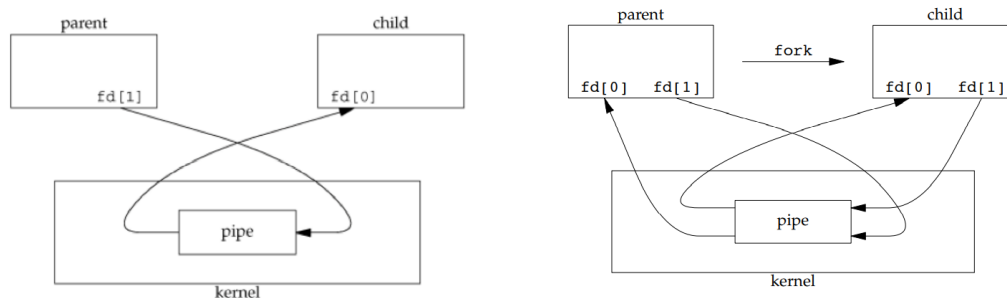 parent child
fd[1] fd[0]
pipe
kernel
parent child
fork
fd[0] fd[1] fd[0] fd[1]
pipe
kernel